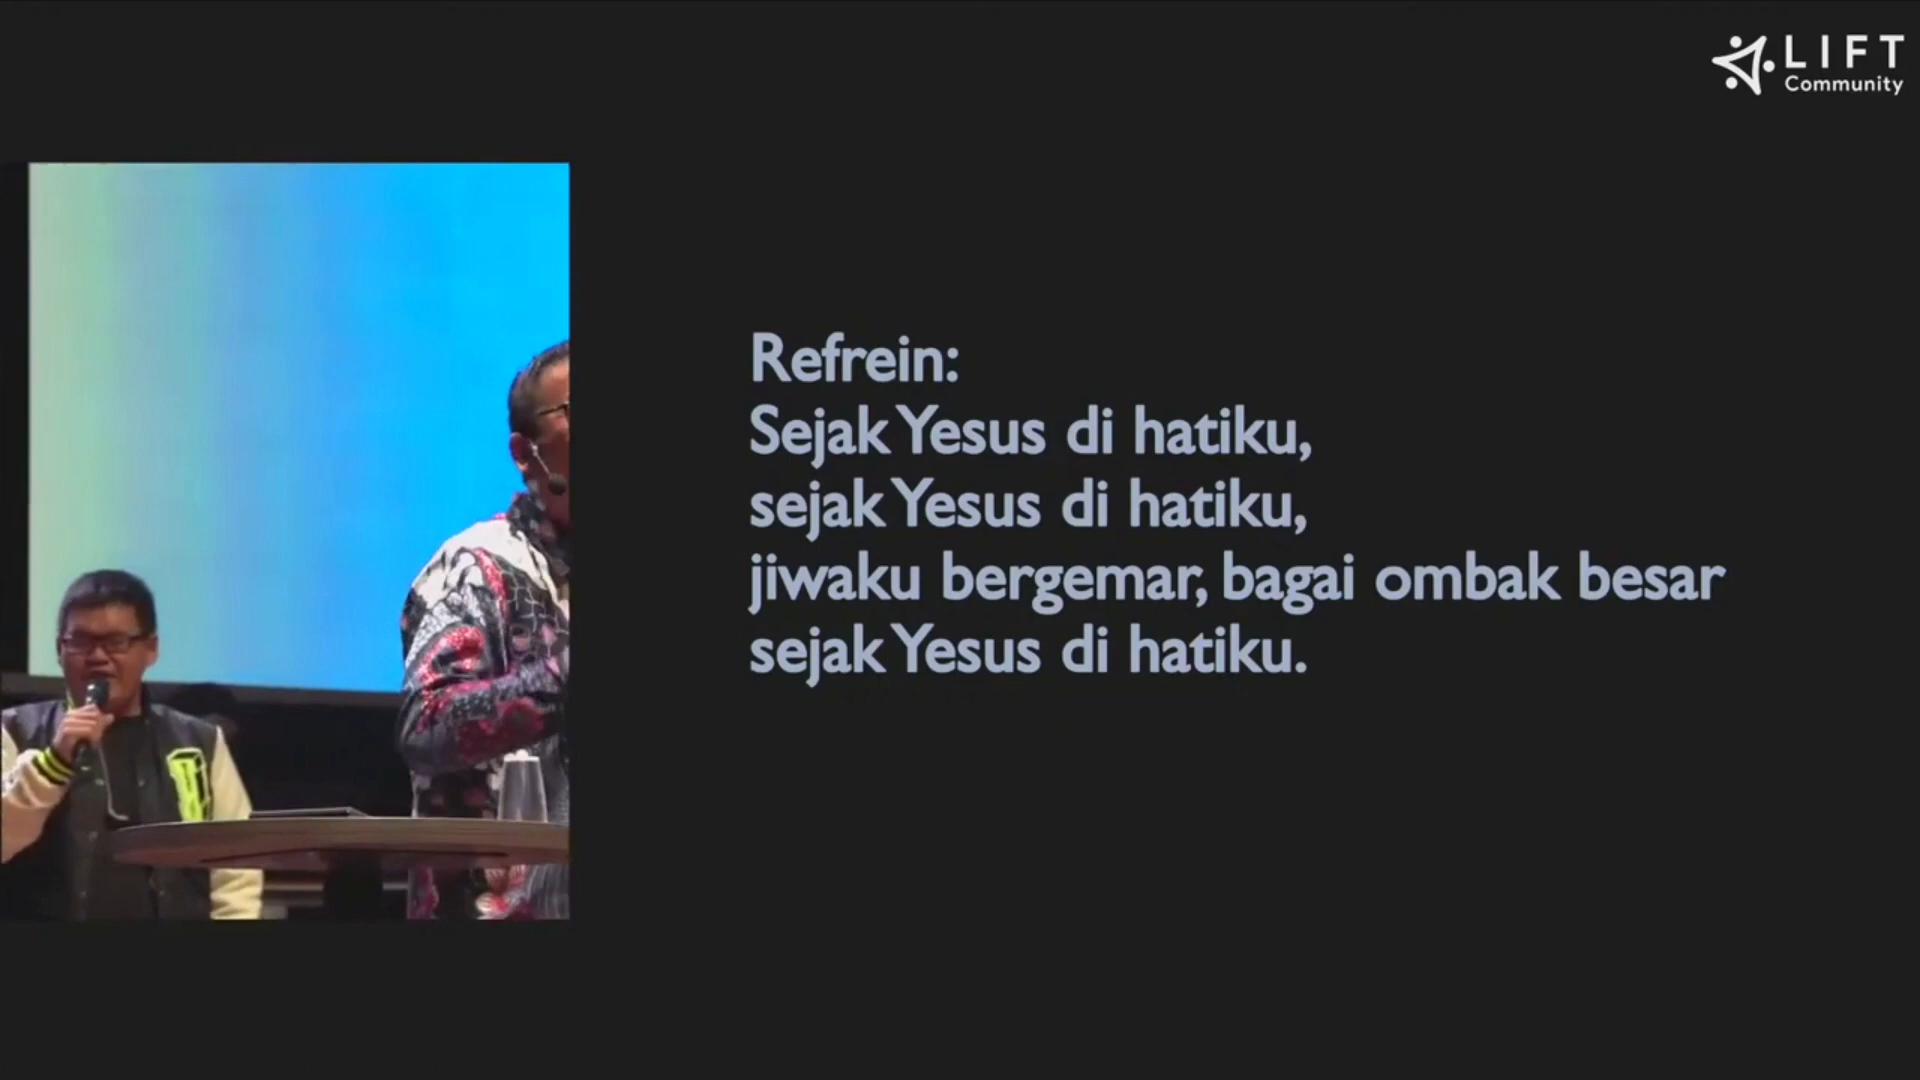 LIFT
Community
Refrein:
Sejak Yesus di hatiku,
sejak Yesus di hatiku,
jiwaku bergemar, bagai ombak besar
sejak Yesus di hatiku.